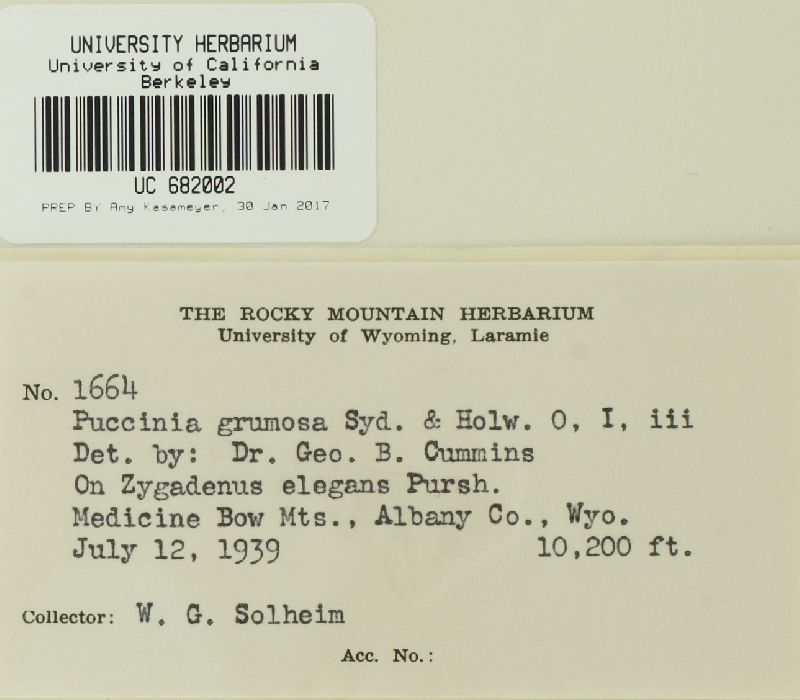 UNIVERSITY HERBARIUM
University of California
Berkeley
UC 682002
PREP BY Amy Kasameyer, 30 Jan 2017
THE ROCKY MOUNTAIN HERBARIUM
University of Wyoming, Laramie
No. 1664
Puccinia grumosa Syd. & Holw. O, I, iii
Det. by: Dr. Geo. B. Cummins
On Zygadenus elegans Pursh.
Medicine Bow Mts., Albany Co., Wyo.
July 12, 1939 10,200 ft.
Collector: W. G. Solheim
Acc. No.: